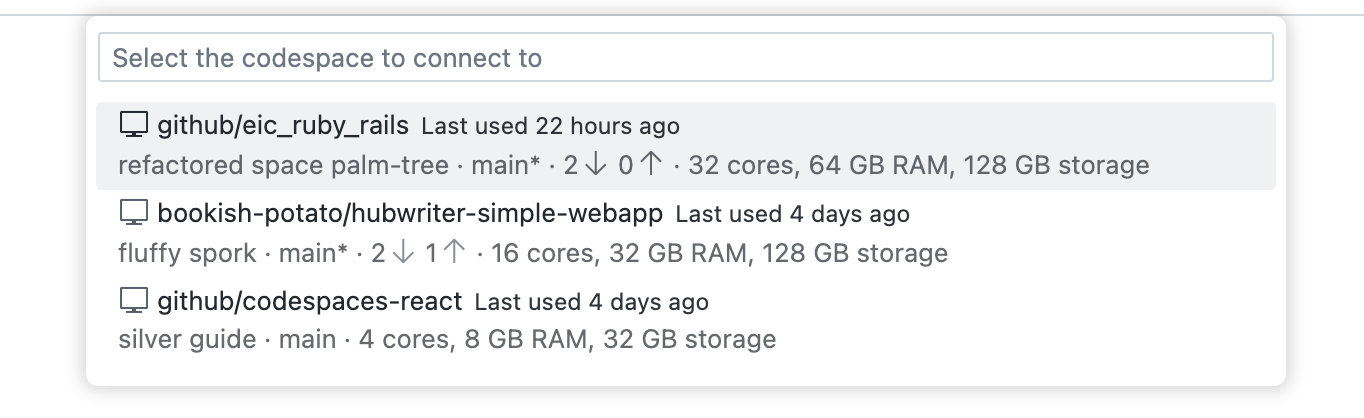 Select the codespace to connect to
github/eic_ruby_rails Last used 22 hours ago
refactored space palm-tree · main* · 2↓ 0↑ · 32 cores, 64 GB RAM, 128 GB storage
bookish-potato/hubwriter-simple-webapp Last used 4 days ago
fluffy spork · main* · 2↓ 1↑ · 16 cores, 32 GB RAM, 128 GB storage
github/codespaces-react Last used 4 days ago
silver guide · main · 4 cores, 8 GB RAM, 32 GB storage